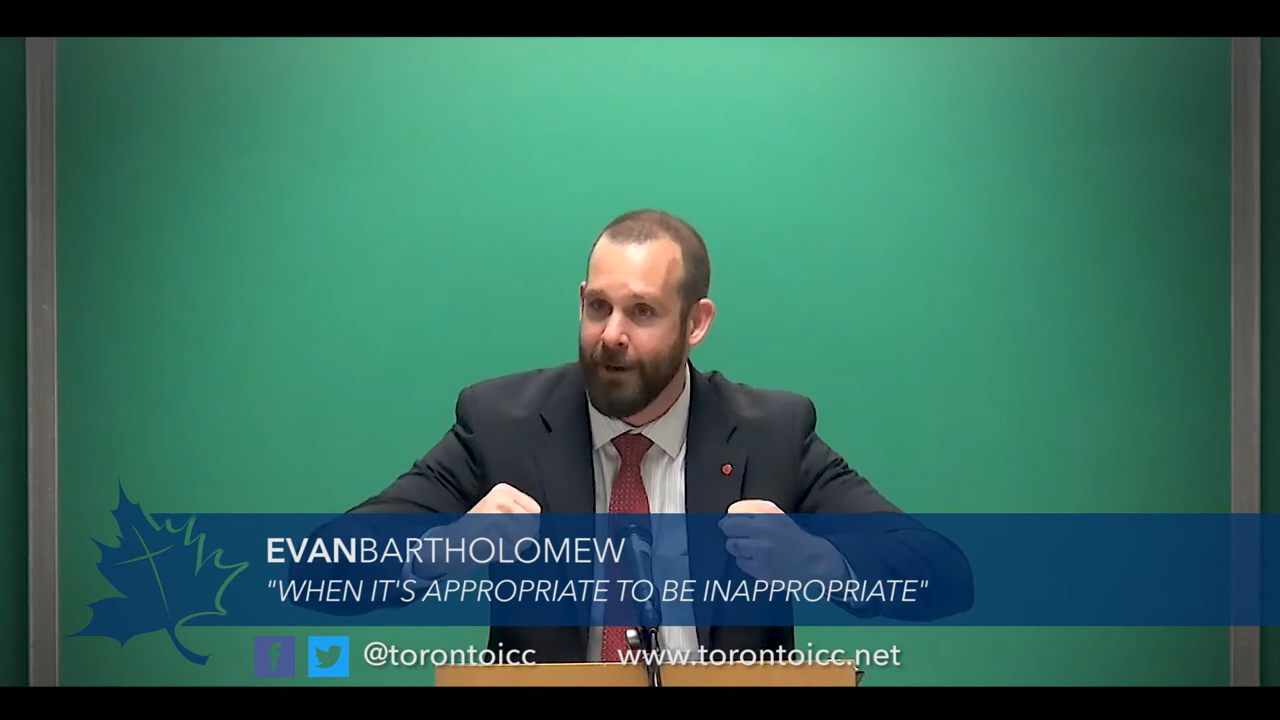 EVANBARTHOLOMEW
"WHEN IT'S APPROPRIATE TO BE INAPPROPRIATE"
f @torontoicc www.torontoicc.net